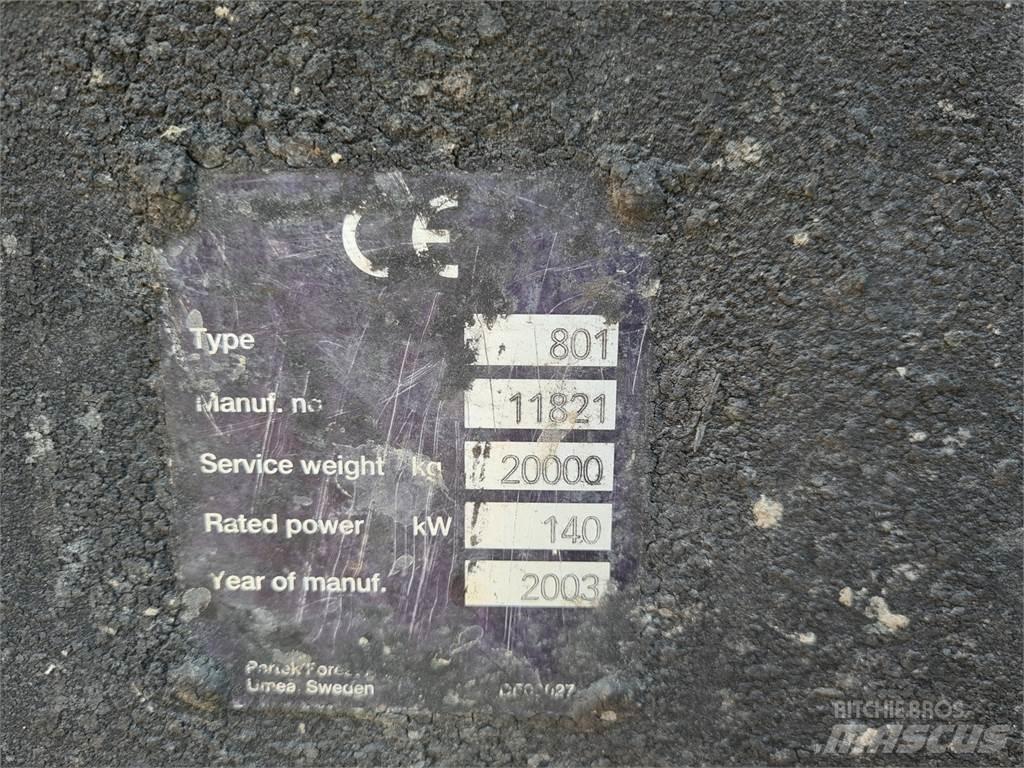 CE
Type 801
Manuf. no 11821
Service weight kg 20000
Rated power kW 140
Year of manuf. 2003
Umeå, Sweden
RITCHIE BROS.
MASCUS